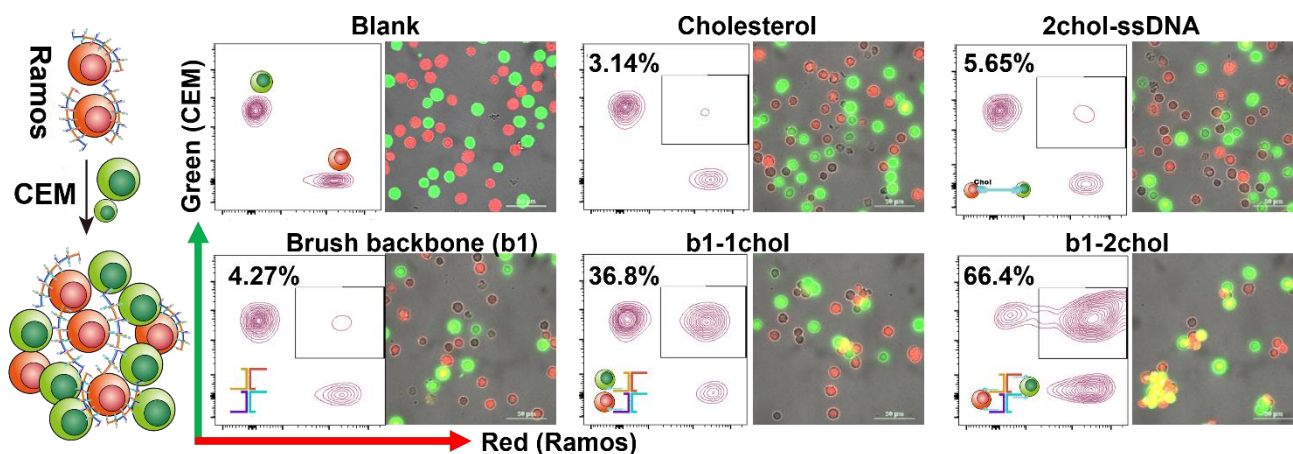 Ramos
CEM
Green (CEM)
Blank
Cholesterol
3.14%
2chol-ssDNA
5.65%
Chol
Brush backbone (b1)
4.27%
b1-1chol
36.8%
b1-2chol
66.4%
Red (Ramos)